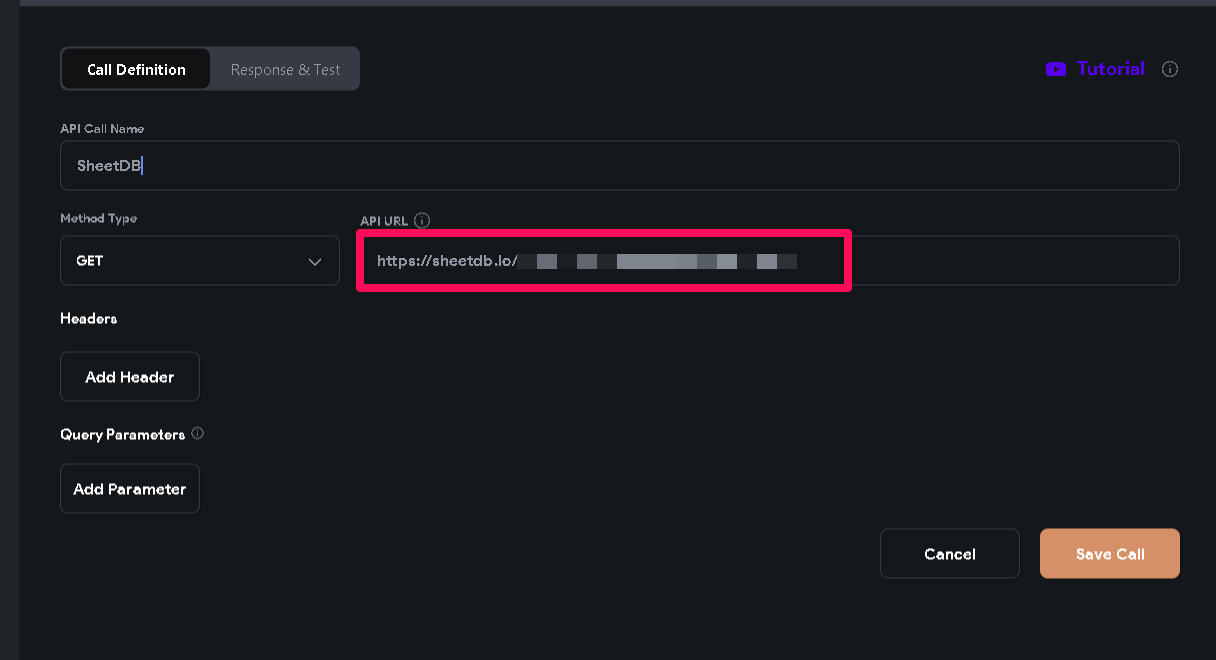 Call Definition
Response & Test
Tutorial
API Call Name
SheetDB
Method Type
API URL
GET
https://sheetdb.io/
Headers
Add Header
Query Parameters
Add Parameter
Cancel
Save Call